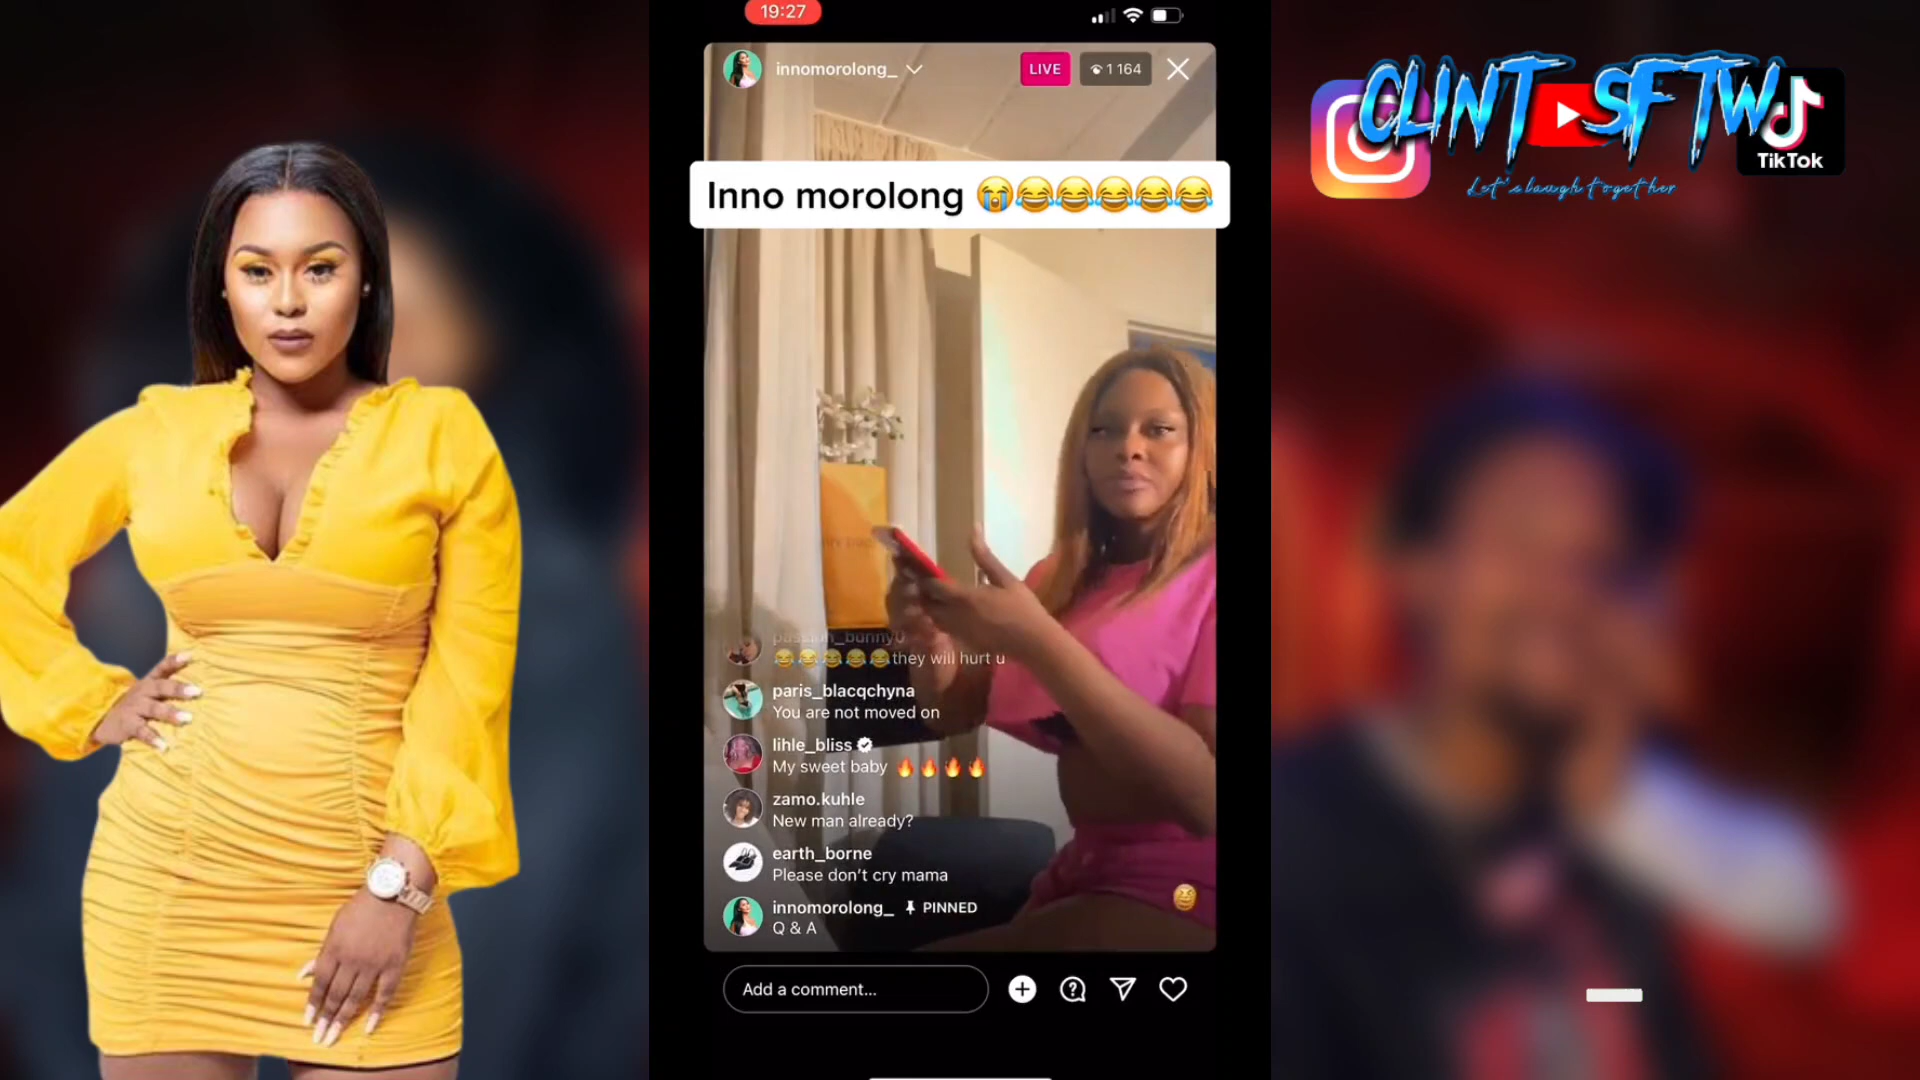 19:27
innomorolong_
LIVE
1 164
CLINT SFTW
TikTok
Let's laugh together
Inno morolong 😭😂😂😂😂😂
passion_bunny0
😂😂😂😂😂they will hurt u
paris_blacqchyna
You are not moved on
lihle_bliss
My sweet baby 🔥🔥🔥🔥
zamo.kuhle
New man already?
earth_borne
Please don't cry mama
innomorolong_ PINNED
Q & A
Add a comment...